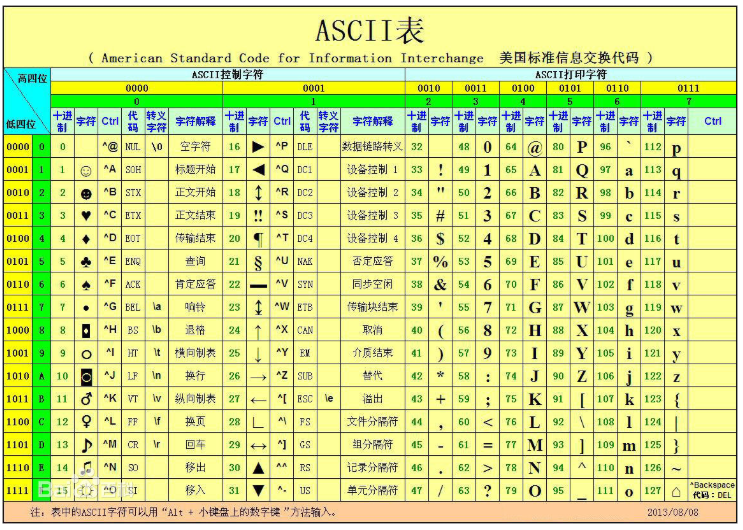 ASCII表
( American Standard Code for Information Interchange 美国标准信息交换代码 )
高四位 ASCII控制字符 ASCII打印字符
0000 0001 0010 0011 0100 0101 0110 0111
0 1 2 3 4 5 6 7
低四位 十进制 字符 Ctrl 代码 转义字符 字符解释 十进制 字符 Ctrl 代码 转义字符 字符解释 十进制 字符 十进制 字符 十进制 字符 十进制 字符 十进制 字符 十进制 字符 Ctrl
0000 0 0 ^@ NUL \0 空字符 16 ► ^P DLE 数据链路转义 32 48 0 64 @ 80 P 96 ` 112 p
0001 1 1 ☺ ^A SOH 标题开始 17 ◄ ^Q DC1 设备控制 1 33 ! 49 1 65 A 81 Q 97 a 113 q
0010 2 2 ☻ ^B STX 正文开始 18 ↕ ^R DC2 设备控制 2 34 " 50 2 66 B 82 R 98 b 114 r
0011 3 3 ♥ ^C ETX 正文结束 19 ‼ ^S DC3 设备控制 3 35 # 51 3 67 C 83 S 99 c 115 s
0100 4 4 ♦ ^D EOT 传输结束 20 ¶ ^T DC4 设备控制 4 36 $ 52 4 68 D 84 T 100 d 116 t
0101 5 5 ♣ ^E ENQ 查询 21 § ^U NAK 否定应答 37 % 53 5 69 E 85 U 101 e 117 u
0110 6 6 ♠ ^F ACK 肯定应答 22 ▬ ^V SYN 同步空闲 38 & 54 6 70 F 86 V 102 f 118 v
0111 7 7 • ^G BEL \a 响铃 23 ↨ ^W ETB 传输块结束 39 ' 55 7 71 G 87 W 103 g 119 w
1000 8 8 ◘ ^H BS \b 退格 24 ↑ ^X CAN 取消 40 ( 56 8 72 H 88 X 104 h 120 x
1001 9 9 ○ ^I HT \t 横向制表 25 ↓ ^Y EM 介质结束 41 ) 57 9 73 I 89 Y 105 i 121 y
1010 A 10 ◙ ^J LF \n 换行 26 → ^Z SUB 替代 42 * 58 : 74 J 90 Z 106 j 122 z
1011 B 11 ♂ ^K VT \v 纵向制表 27 ← ^[ ESC \e 溢出 43 + 59 ; 75 K 91 [ 107 k 123 {
1100 C 12 ♀ ^L FF \f 换页 28 ∟ ^\ FS 文件分隔符 44 , 60 < 76 L 92 \ 108 l 124 |
1101 D 13 ♪ ^M CR \r 回车 29 ↔ ^] GS 组分隔符 45 - 61 = 77 M 93 ] 109 m 125 }
1110 E 14 ♫ ^N SO 移出 30 ▲ ^^ RS 记录分隔符 46 . 62 > 78 N 94 ^ 110 n 126 ~
1111 15 SI 移入 31 ▼ ^- US 单元分隔符 47 / 63 ? 79 O 95 _ 111 o 127 ⌂ ^Backspace 代码：DEL
注：表中的ASCII字符可以用"Alt + 小键盘上的数字键"方法输入。 2013/08/08